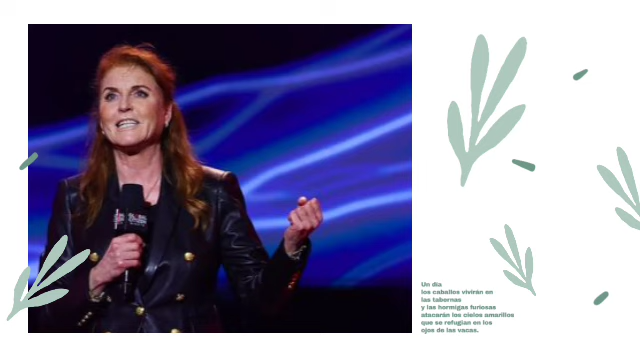 Un día
los caballos vivirán en
las tabernas
y las hormigas furiosas
atacarán los cielos amarillos
que se refugian en los
ojos de las vacas.